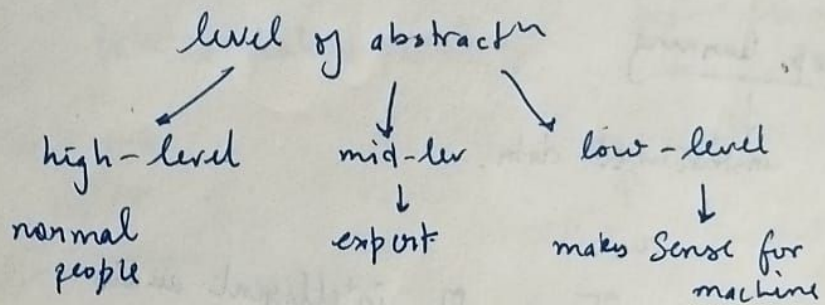 level of abstractⁿ
high-level mid-lev low-level
normal people expert makes Sense for machine